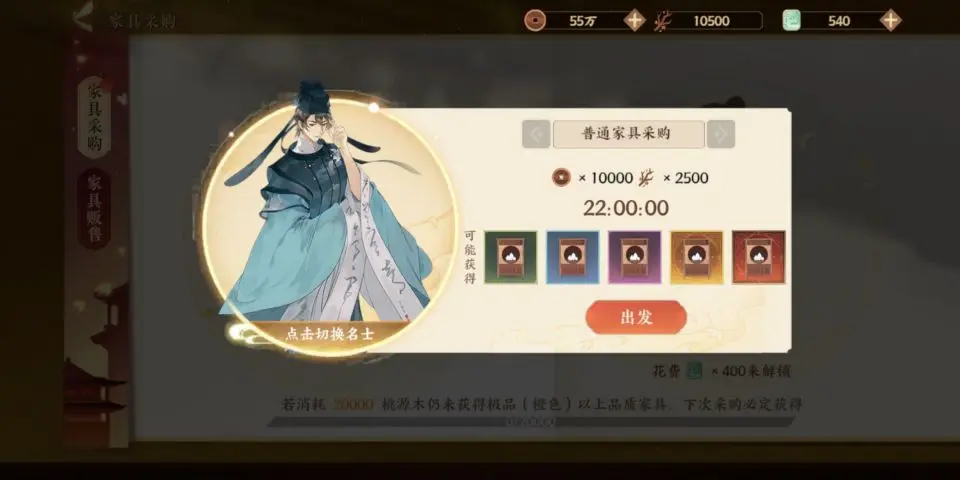 家具采购
55万
10500
540
家具采购
家具贩售
普通家具采购
×10000 ×2500
22:00:00
可能获得
出发
点击切换名士
花费 ×400来解锁
若消耗 20000 桃源木仍未获得极品（橙色）以上品质家具，下次采购必定获得
0/20000